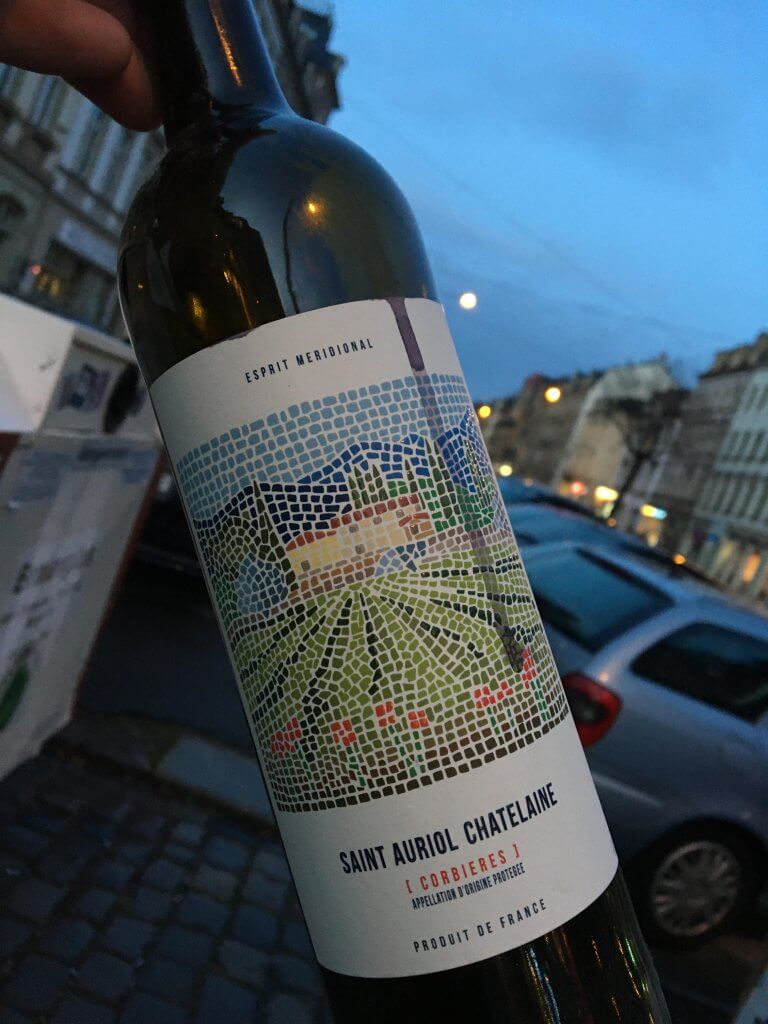 ESPRIT MERIDIONAL
SAINT AURIOL CHATELAINE
[ CORBIERES ]
APPELLATION D'ORIGINE PROTEGEE
PRODUIT DE FRANCE